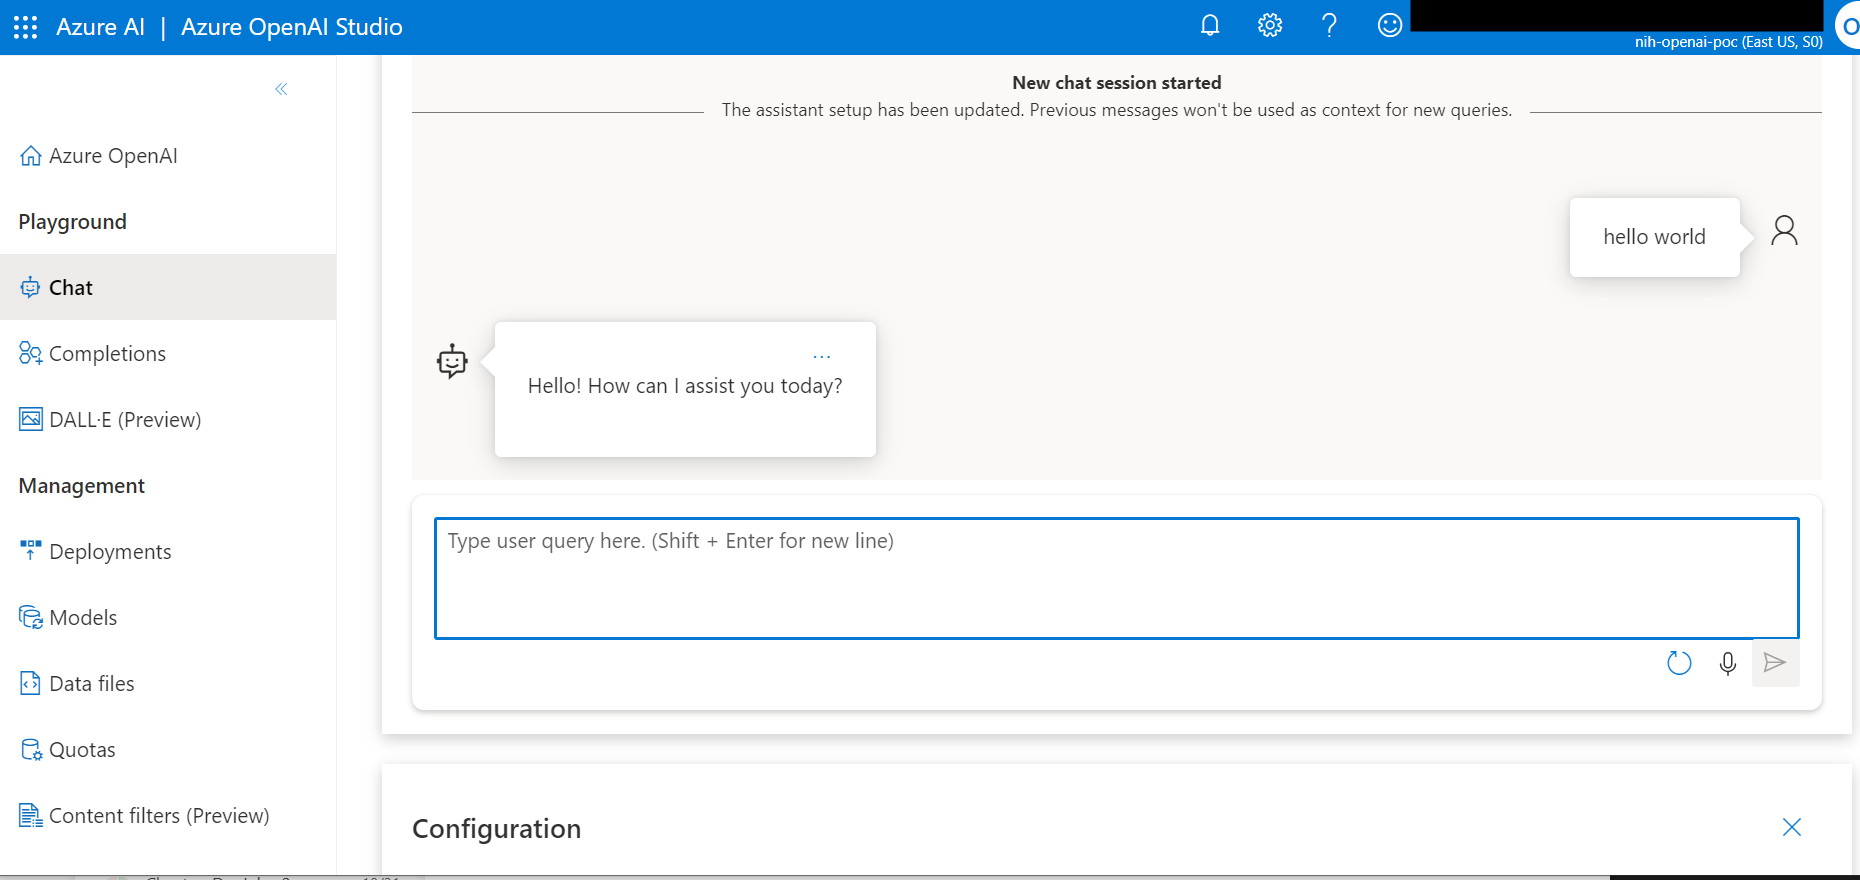 Azure AI | Azure OpenAI Studio
nih-openai-poc (East US, S0)
O
«
Azure OpenAI
Playground
Chat
Completions
DALL·E (Preview)
Management
Deployments
Models
Data files
Quotas
Content filters (Preview)
New chat session started
The assistant setup has been updated. Previous messages won't be used as context for new queries.
hello world
...
Hello! How can I assist you today?
Type user query here. (Shift + Enter for new line)
Configuration